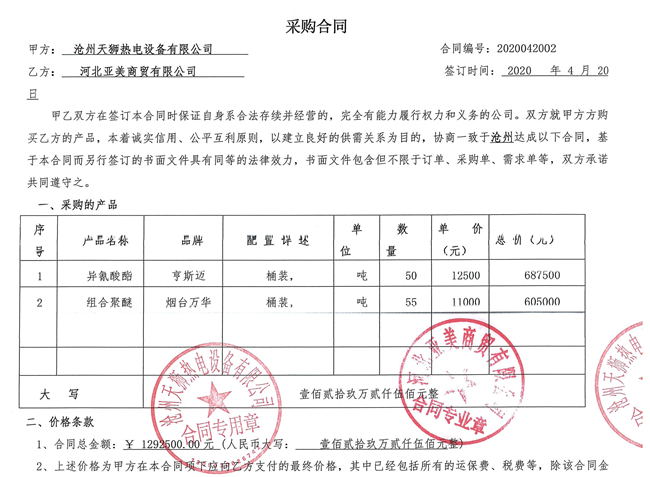 采购合同
甲方： 沧州天狮热电设备有限公司 合同编号：2020042002
乙方： 河北亚美商贸有限公司 签订时间： 2020 年 4 月 20
日
甲乙双方在签订本合同时保证自身系合法存续并经营的，完全有能力履行权力和义务的公司。双方就甲方方购
买乙方的产品，本着诚实信用、公平互利原则，以建立良好的供需关系为目的，协商一致于沧州达成以下合同，基
于本合同而另行签订的书面文件具有同等的法律效力，书面文件包含但不限于订单、采购单、需求单等，双方承诺
共同遵守之。
一、采购的产品
序号 产品名称 品牌 配置详述 单位 数量 单价（元） 总价（元）
1 异氰酸酯 亨斯迈 桶装， 吨 50 12500 687500
2 组合聚醚 烟台万华 桶装， 吨 55 11000 605000
大 写 壹佰贰拾玖万贰仟伍佰元整
沧州天狮热电设备有限公司
合同专用章
亚美商贸有限
合同专业章
沧州天狮热电
合同
二、价格条款
1、合同总金额：￥ 1292500.00 元 (人民币大写： 壹佰贰拾玖万贰仟伍佰元整)
2、上述价格为甲方在本合同项下应向乙方支付的最终价格，其中已经包括所有的运保费、税费等，除该合同金